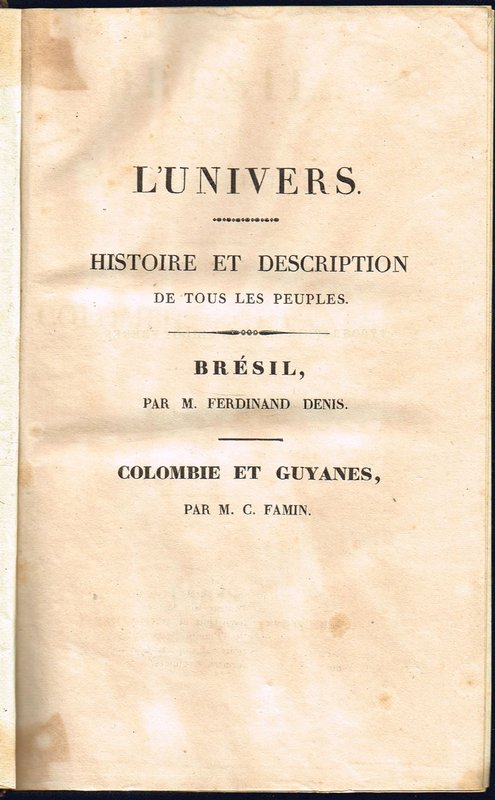 L'UNIVERS.
HISTOIRE ET DESCRIPTION
DE TOUS LES PEUPLES.
BRÉSIL,
PAR M. FERDINAND DENIS.
COLOMBIE ET GUYANES,
PAR M. C. FAMIN.